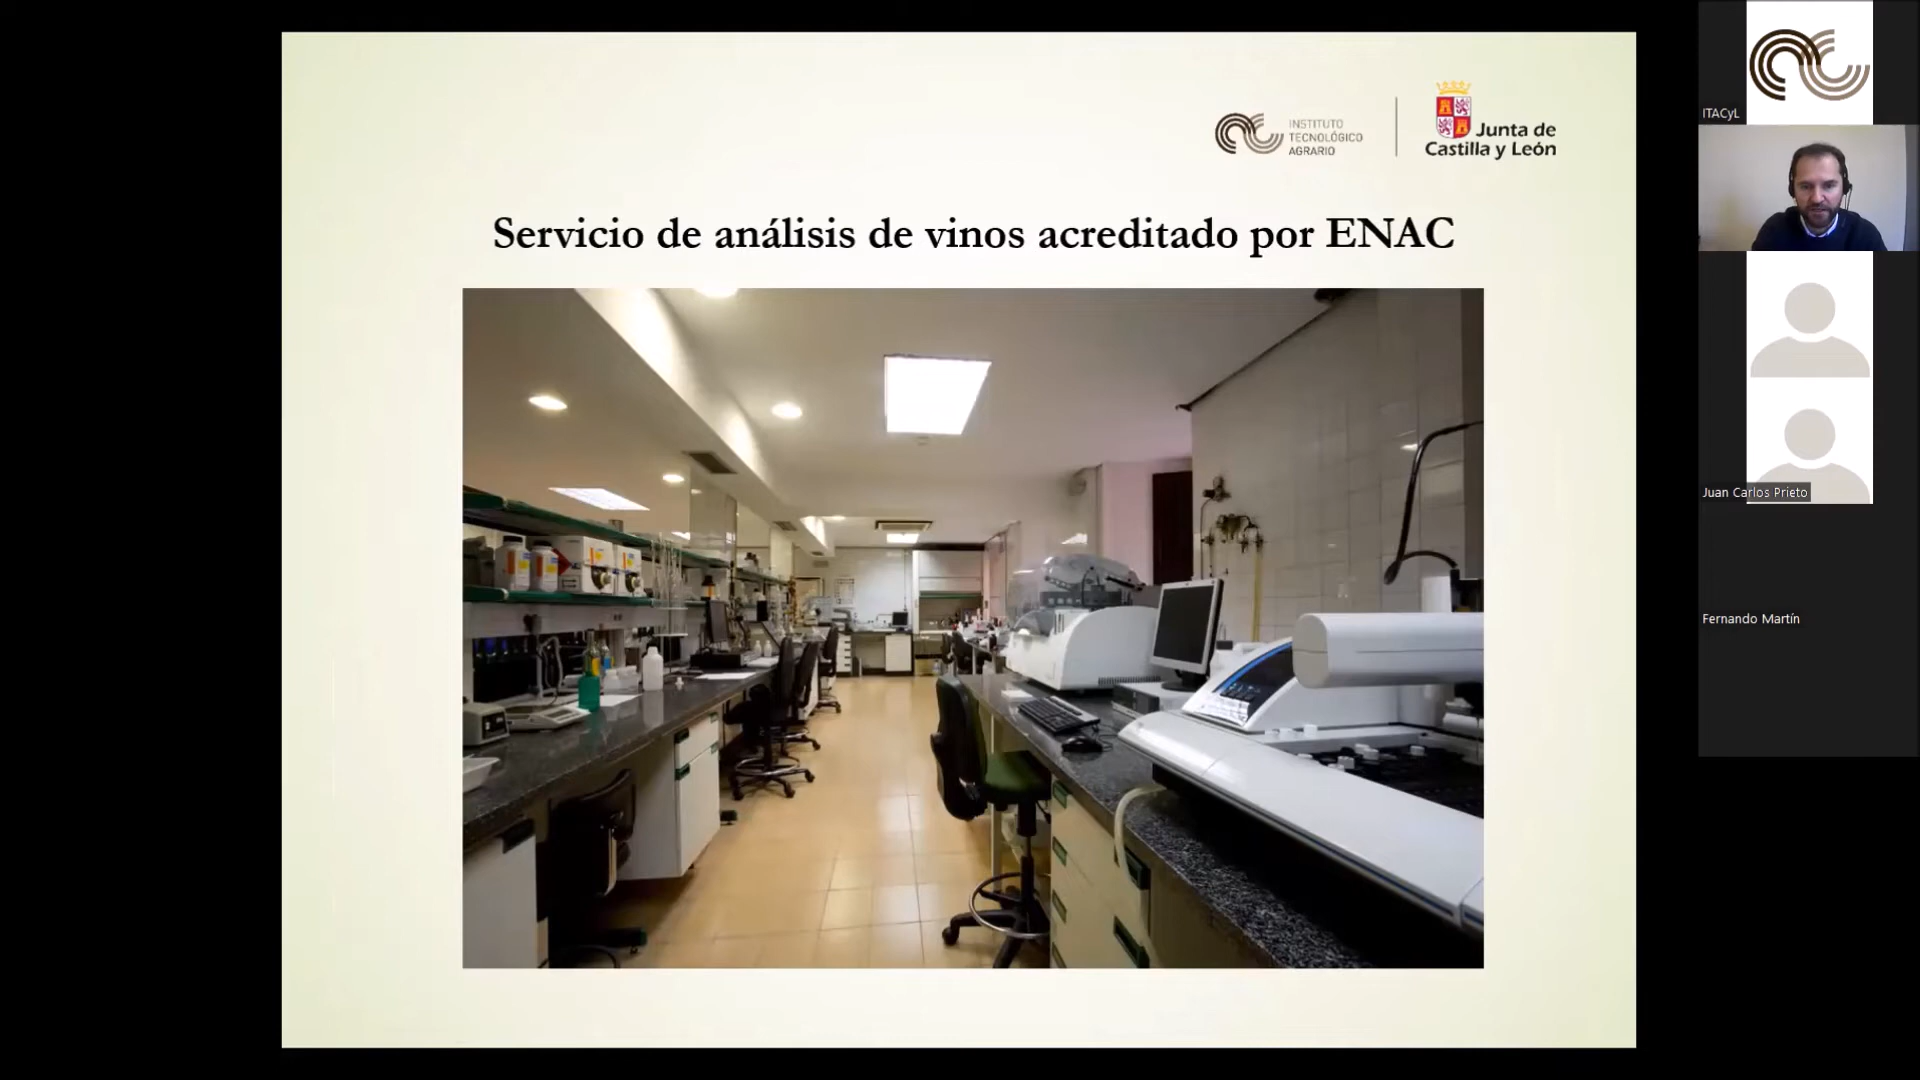 INSTITUTO
TECNOLÓGICO
AGRARIO
Junta de
Castilla y León
Servicio de análisis de vinos acreditado por ENAC
ITACyL
Juan Carlos Prieto
Fernando Martín